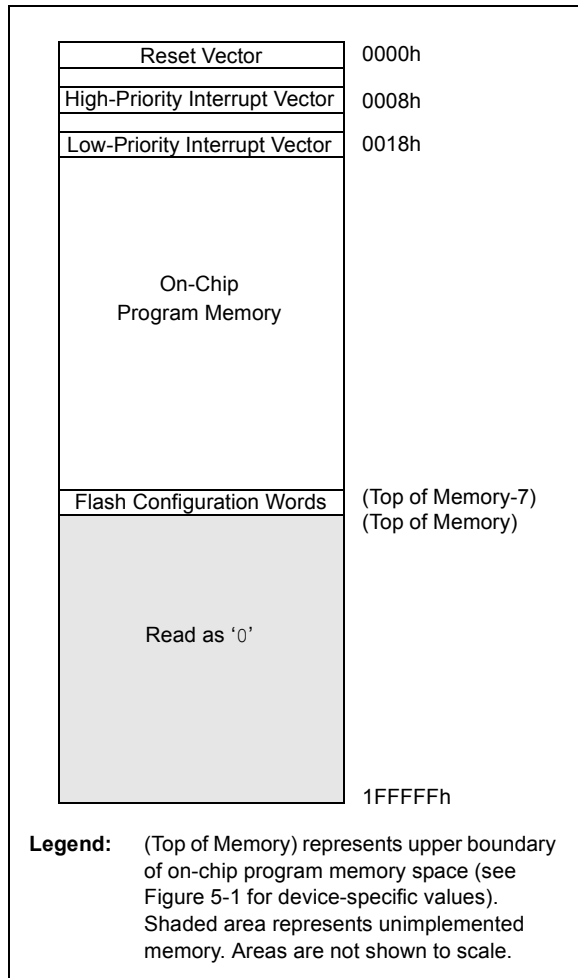 Reset Vector 0000h
High-Priority Interrupt Vector 0008h
Low-Priority Interrupt Vector 0018h
On-Chip
Program Memory
Flash Configuration Words (Top of Memory-7)
(Top of Memory)
Read as ‘0’
1FFFFFh
Legend: (Top of Memory) represents upper boundary
of on-chip program memory space (see
Figure 5-1 for device-specific values).
Shaded area represents unimplemented
memory. Areas are not shown to scale.